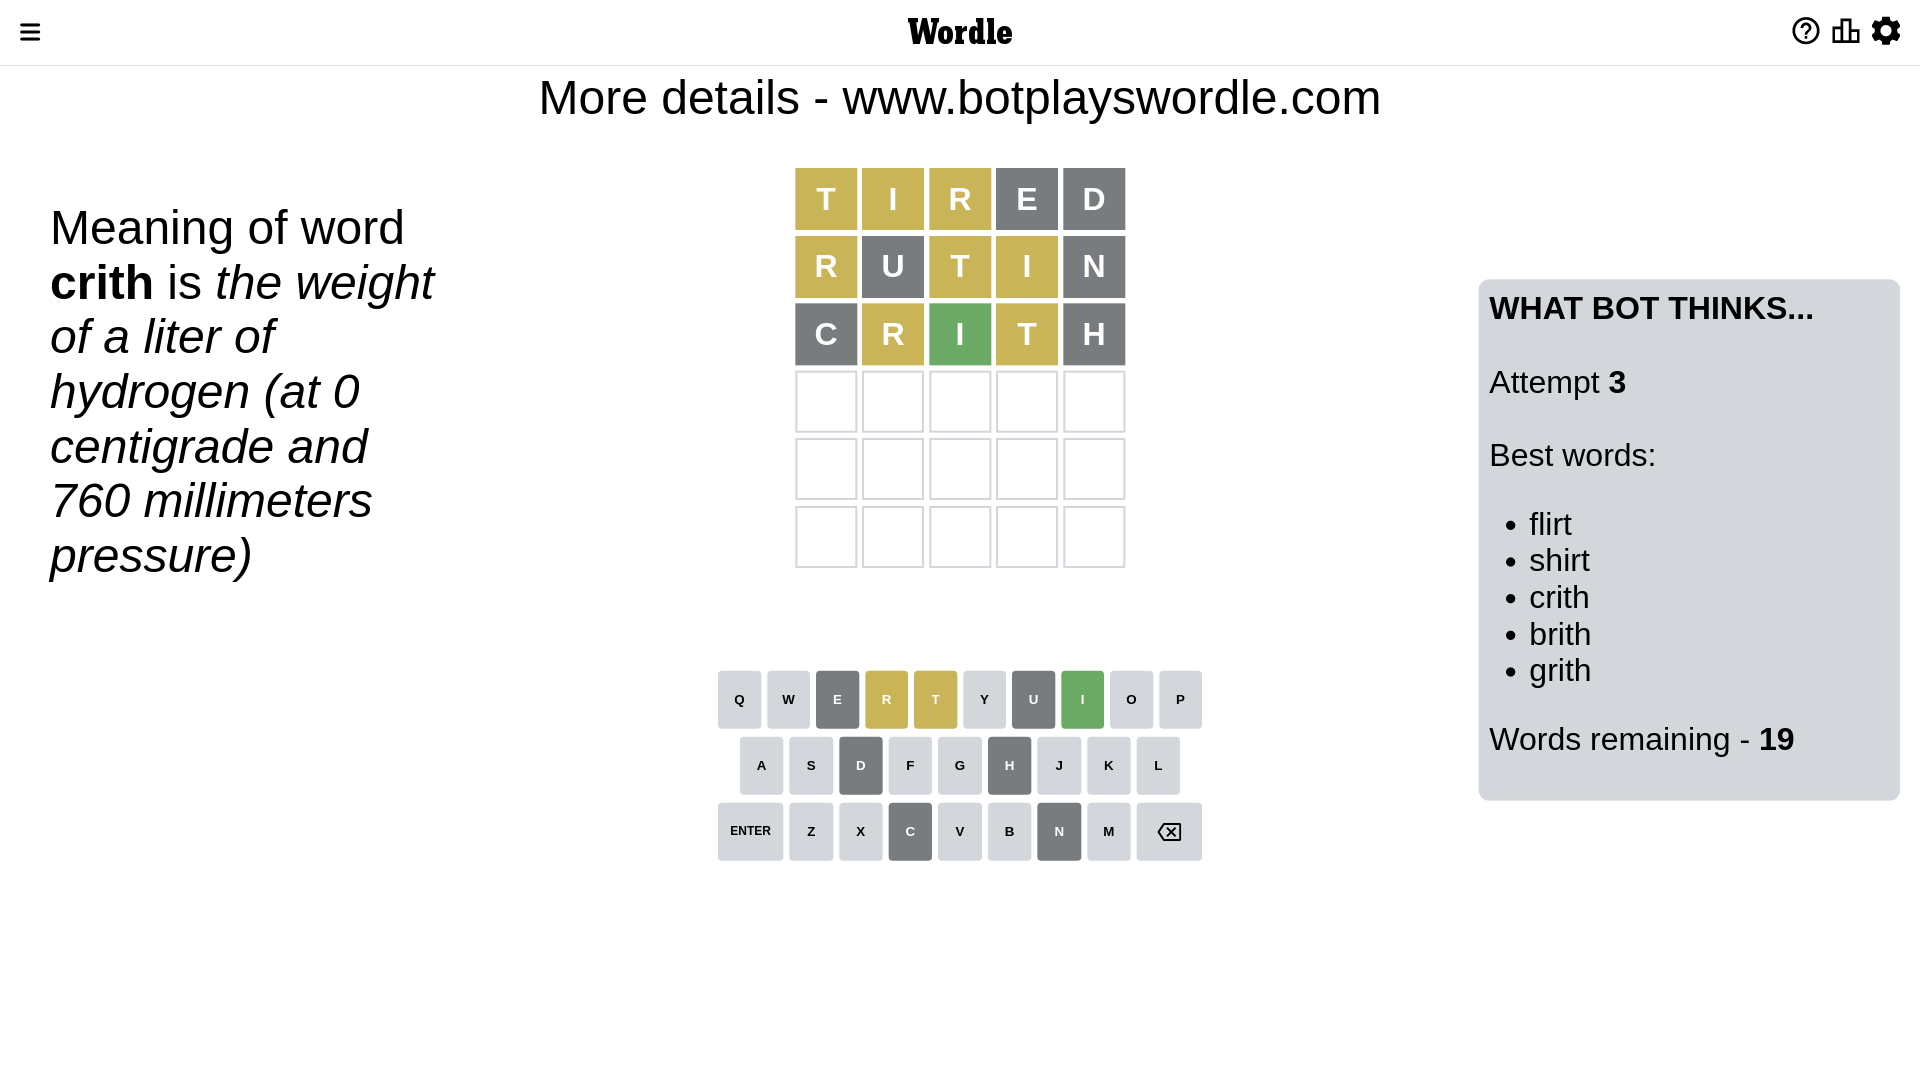 Wordle
More details - www.botplayswordle.com
Meaning of word
crith is the weight
of a liter of
hydrogen (at 0
centigrade and
760 millimeters
pressure)
T I R E D
R U T I N
C R I T H
WHAT BOT THINKS...
Attempt 3
Best words:
• flirt
• shirt
• crith
• brith
• grith
Words remaining - 19
Q W E R T Y U I O P
A S D F G H J K L
ENTER Z X C V B N M